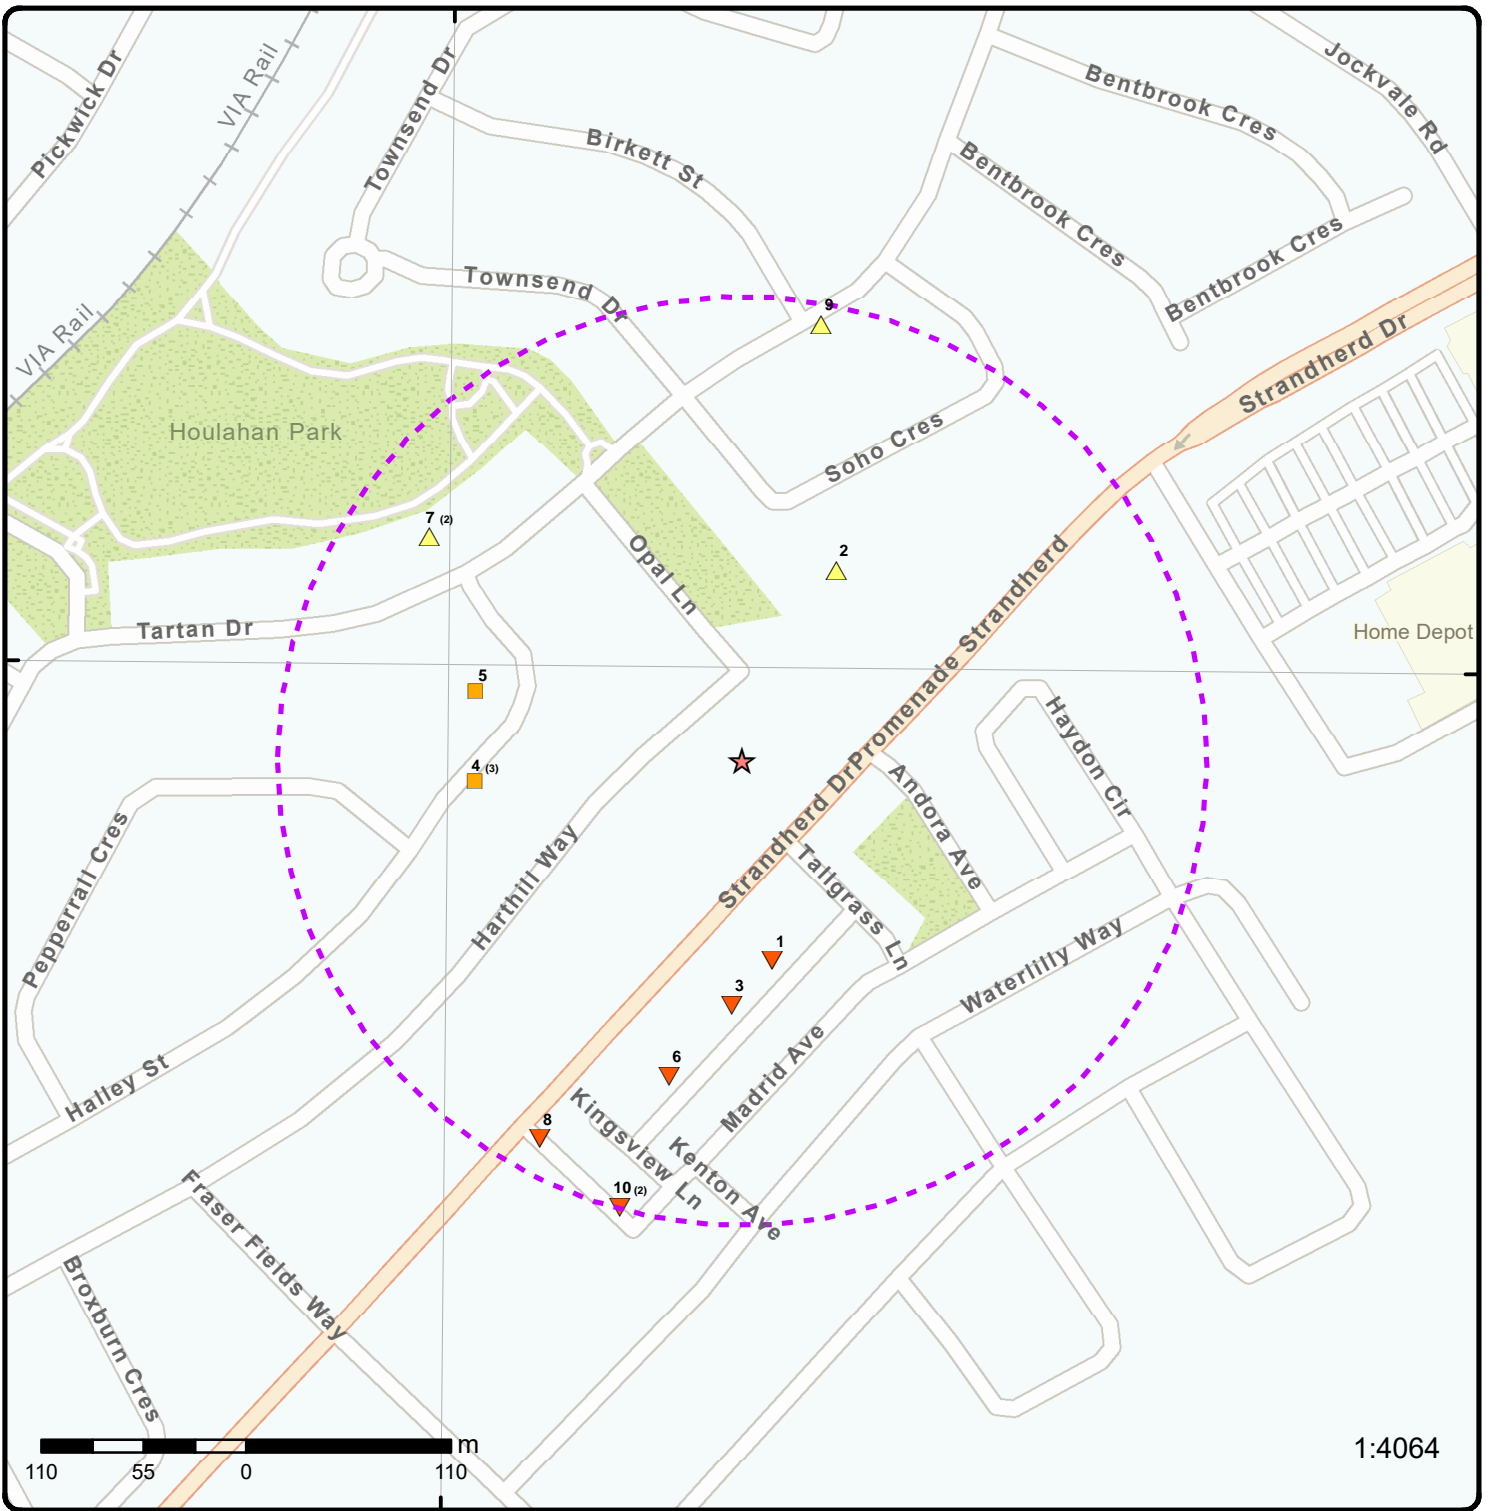 Pickwick Dr
VIA Rail
Townsend Dr
Birkett St
Bentbrook Cres
Jockvale Rd
Bentbrook Cres
Bentbrook Cres
Townsend Dr
VIA Rail
9
Strandherd Dr
Houlahan Park
Soho Cres
7 (2)
2
Opal Ln
Tartan Dr
Home Depot
5
Promenade Strandherd
Haydon Cir
4 (3)
Strandherd Dr
Andora Ave
Pepperrall Cres
Harthill Way
Tallgrass Ln
1
Waterlilly Way
3
6
Madrid Ave
Halley St
8
Kingsview Ln
Kenton Ave
10 (2)
Fraser Fields Way
Broxburn Cres
m
110 55 0 110
1:4064